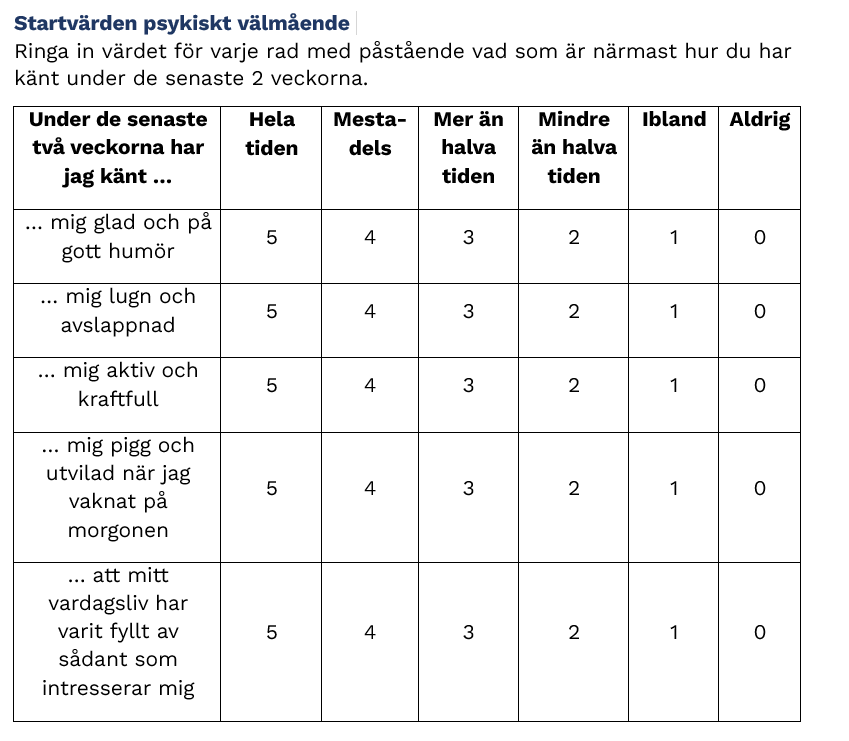 Startvärden psykiskt välmående
Ringa in värdet för varje rad med påstående vad som är närmast hur du har
känt under de senaste 2 veckorna.
Under de senaste
två veckorna har
jag känt ...
Hela
tiden
Mesta-
dels
Mer än
halva
tiden
Mindre
än halva
tiden
Ibland
Aldrig
... mig glad och på
gott humör
5 4 3 2 1 0
... mig lugn och
avslappnad
5 4 3 2 1 0
... mig aktiv och
kraftfull
5 4 3 2 1 0
... mig pigg och
utvilad när jag
vaknat på
morgonen
5 4 3 2 1 0
... att mitt
vardagsliv har
varit fyllt av
sådant som
intresserar mig
5 4 3 2 1 0